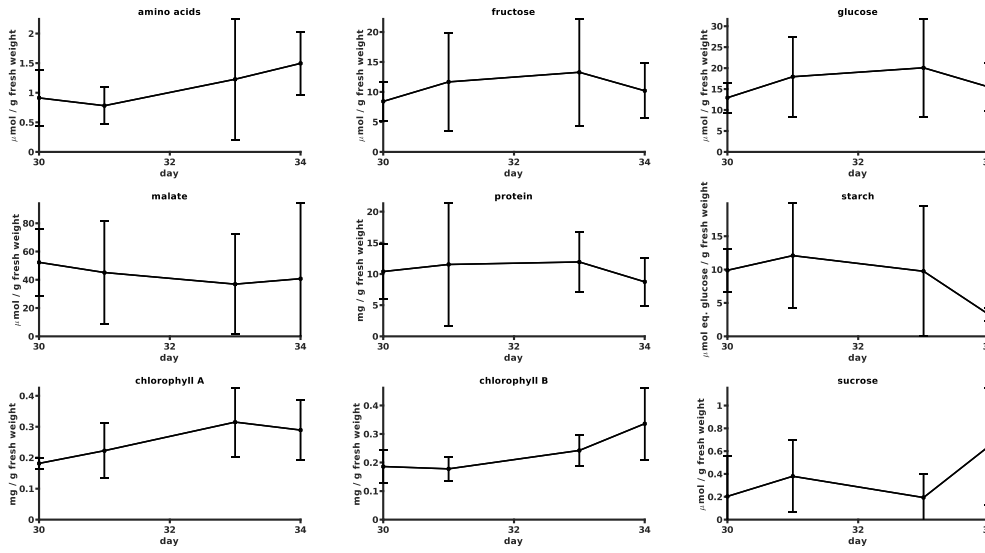 amino acids
μmol / g fresh weight
2
1.5
1
0.5
0
30
32
34
day
fructose
μmol / g fresh weight
20
15
10
5
0
30
32
34
day
glucose
μmol / g fresh weight
30
25
20
15
10
5
0
30
32
day
malate
μmol / g fresh weight
80
60
40
20
0
30
32
34
day
protein
mg / g fresh weight
20
15
10
5
0
30
32
34
day
starch
μmol eq. glucose / g fresh weight
15
10
5
0
30
32
day
chlorophyll A
mg / g fresh weight
0.4
0.3
0.2
0.1
0
30
32
34
day
chlorophyll B
mg / g fresh weight
0.4
0.3
0.2
0.1
0
30
32
34
day
sucrose
μmol / g fresh weight
1
0.8
0.6
0.4
0.2
0
30
32
day